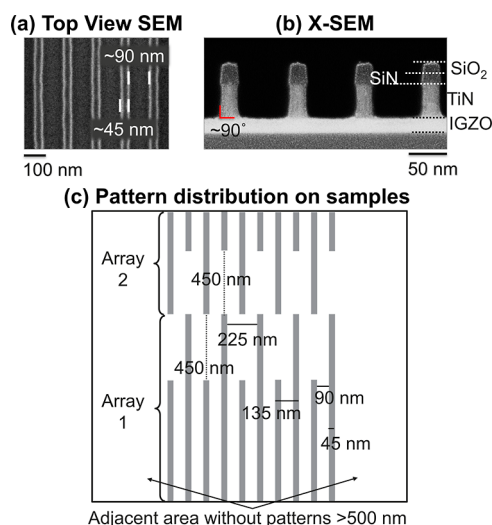 (a) Top View SEM
~90 nm
~45 nm
100 nm
(b) X-SEM
SiO2
SiN
TiN
IGZO
~90°
50 nm
(c) Pattern distribution on samples
Array
2
450 nm
225 nm
450 nm
Array
1
90 nm
135 nm
45 nm
Adjacent area without patterns >500 nm